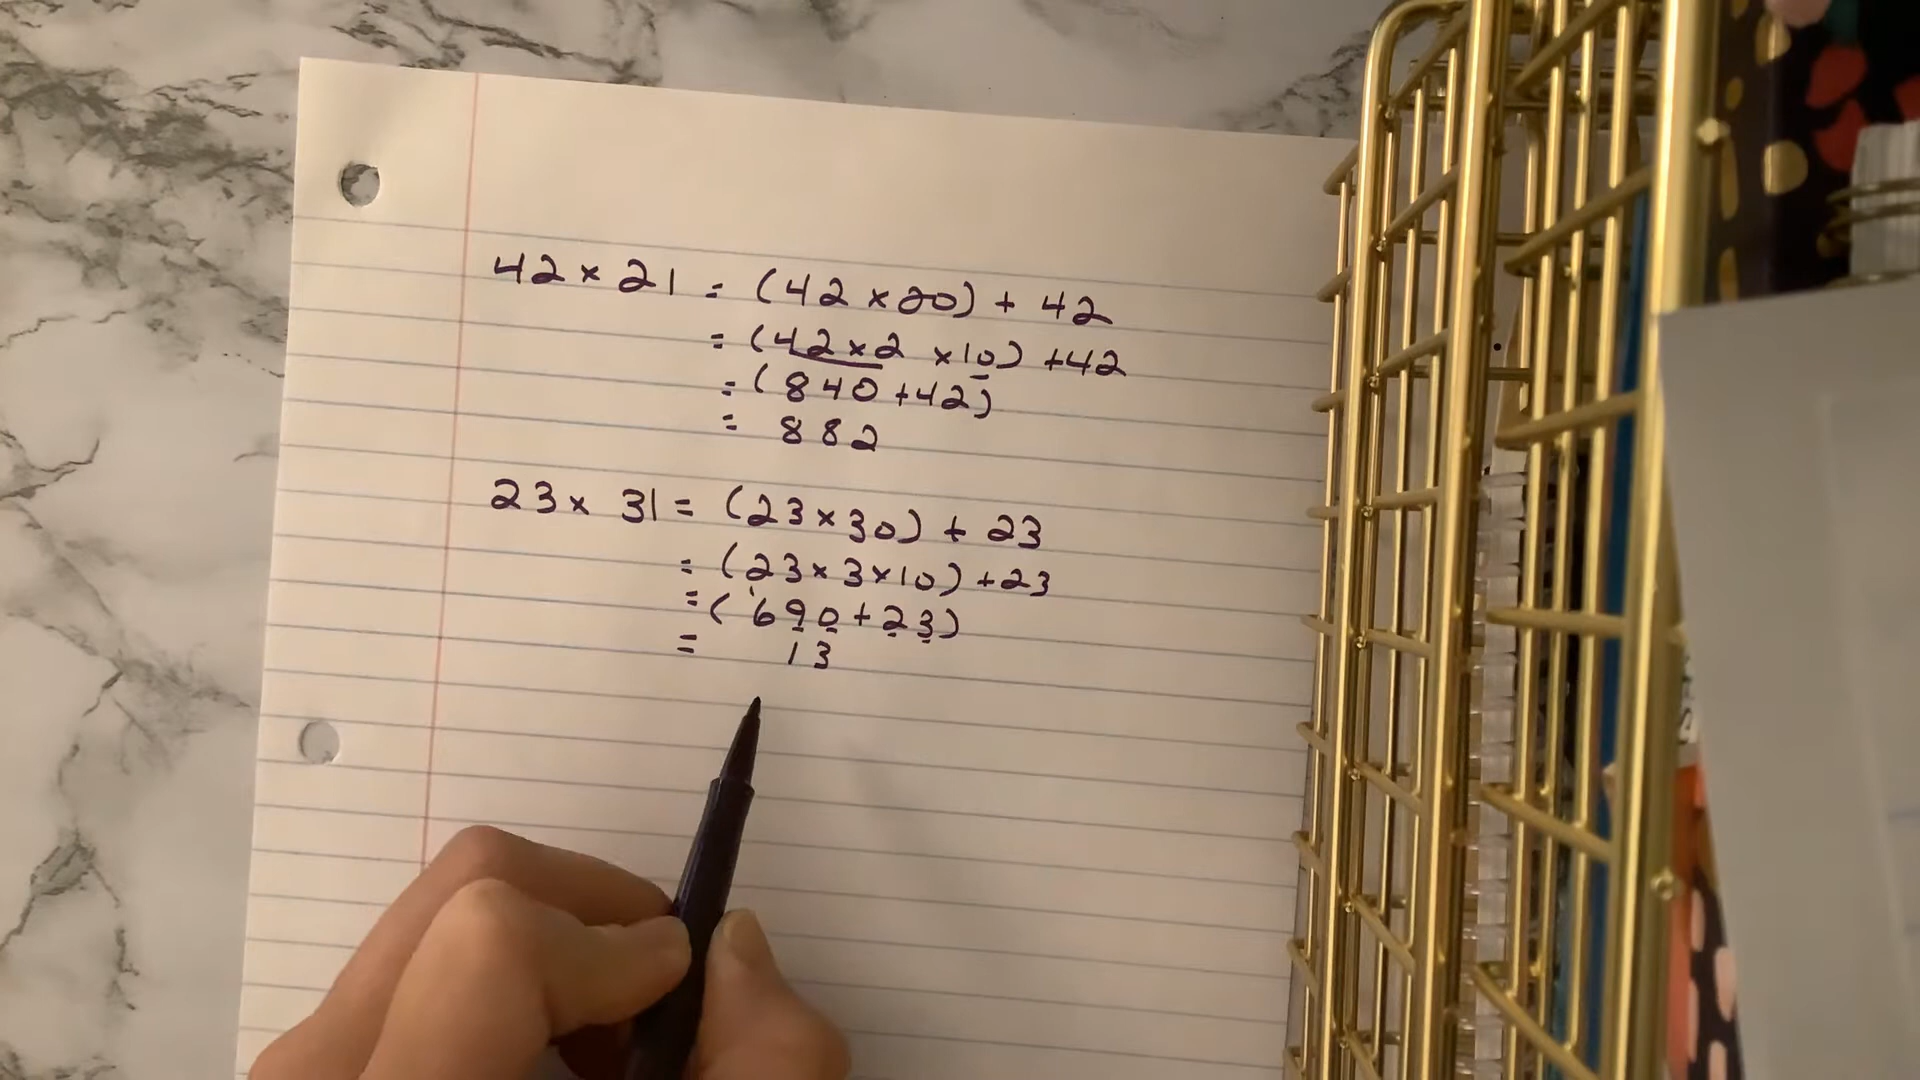 42 × 21 = (42 × 20) + 42
= (42 × 2 × 10) + 42
= (840 + 42)
= 882
23 × 31 = (23 × 30) + 23
= (23 × 3 × 10) + 23
= (690 + 23)
= 13